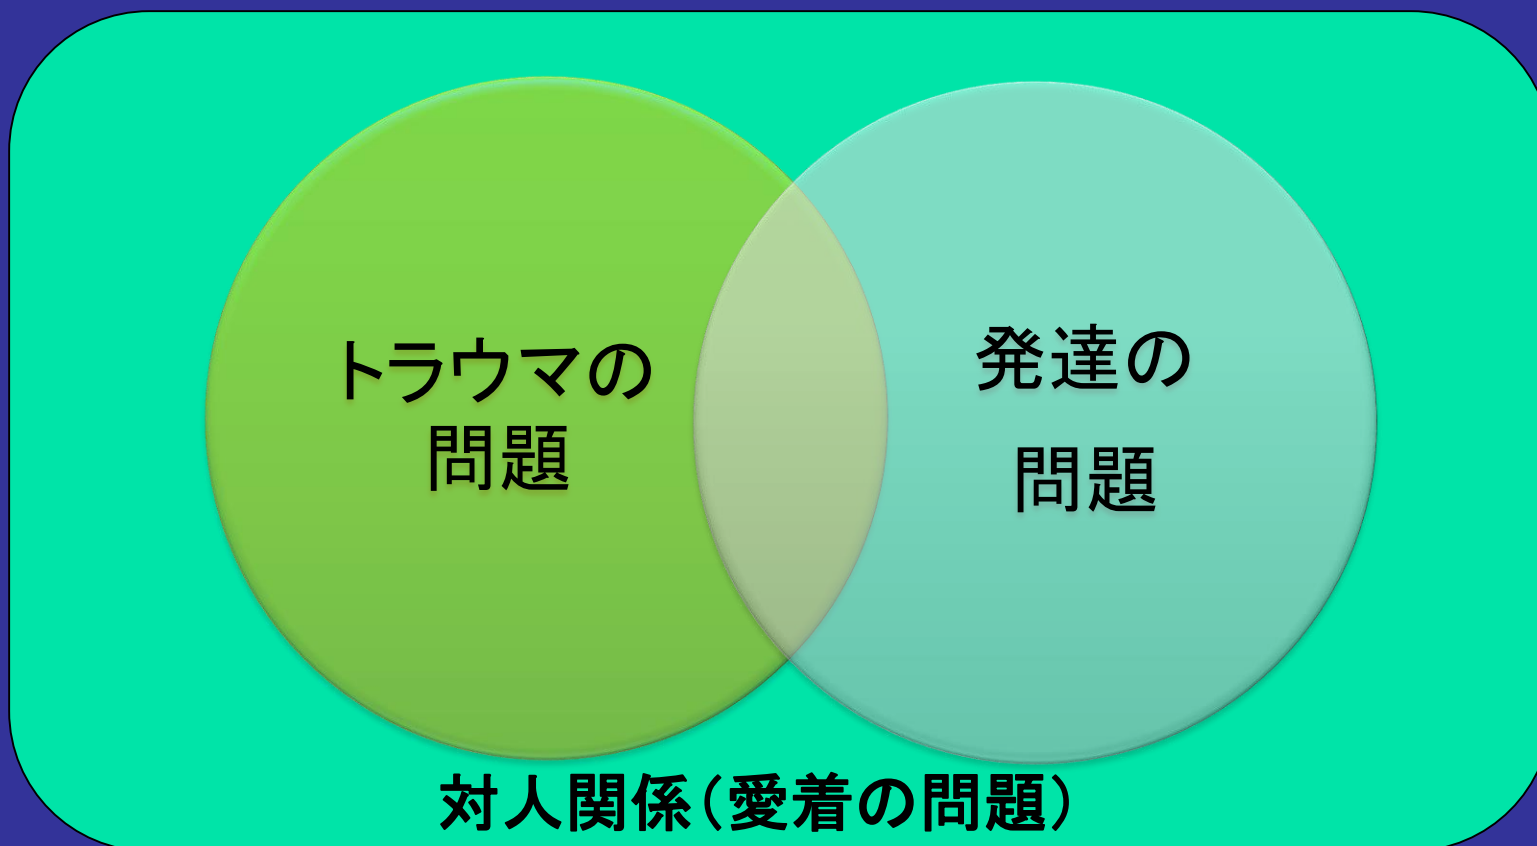 トラウマの
問題
発達の
問題
対人関係（愛着の問題）